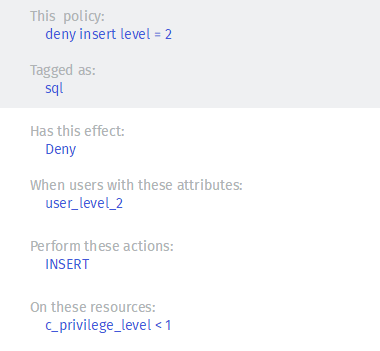 This policy:
deny insert level = 2
Tagged as:
sql
Has this effect:
Deny
When users with these attributes:
user_level_2
Perform these actions:
INSERT
On these resources:
c_privilege_level < 1